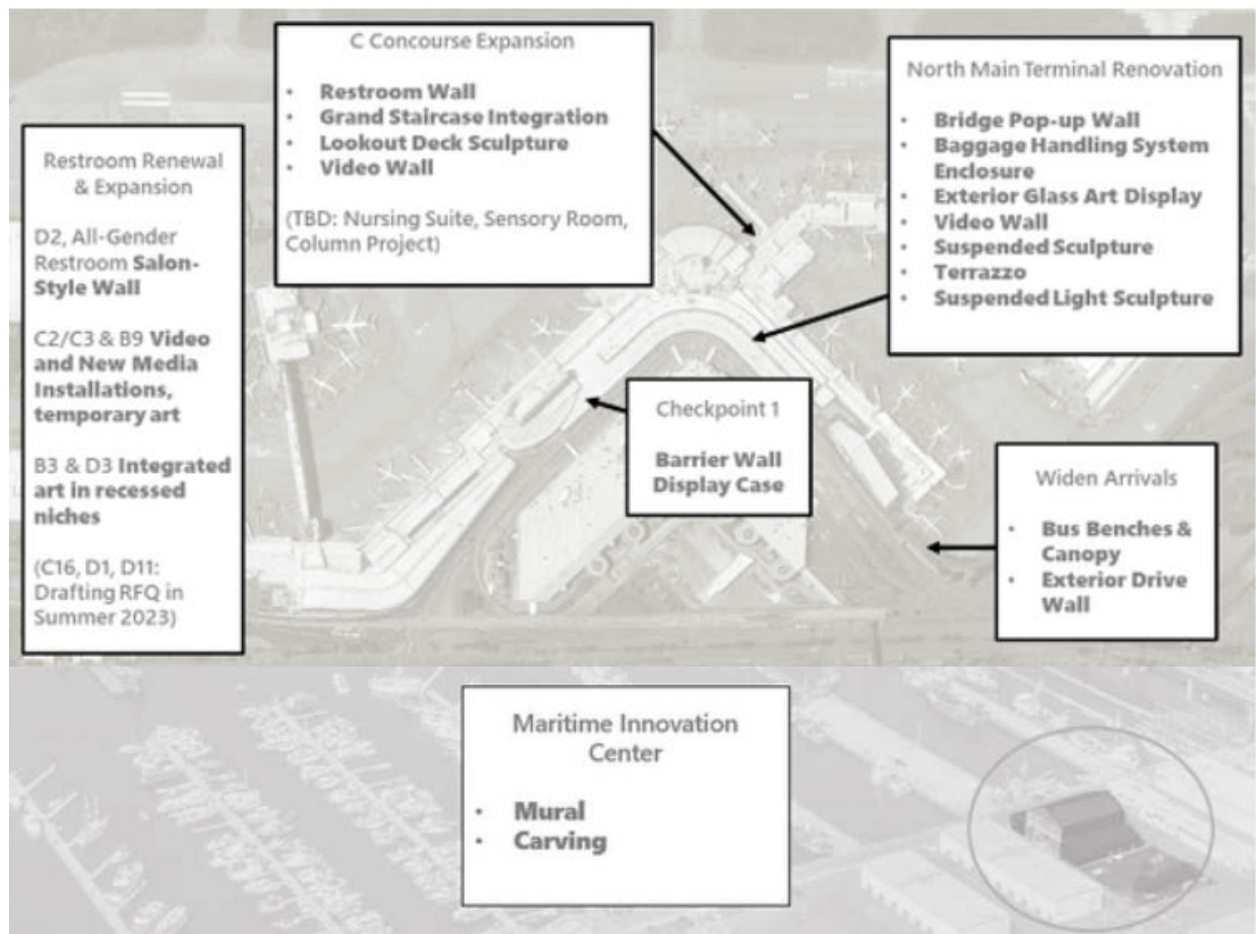 C Concourse Expansion
• Restroom Wall
• Grand Staircase Integration
• Lookout Deck Sculpture
• Video Wall
(TBD: Nursing Suite, Sensory Room,
Column Project)
North Main Terminal Renovation
• Bridge Pop-up Wall
• Baggage Handling System
Enclosure
• Exterior Glass Art Display
• Video Wall
• Suspended Sculpture
• Terrazzo
• Suspended Light Sculpture
Restroom Renewal
& Expansion
D2, All-Gender
Restroom Salon-
Style Wall
C2/C3 & B9 Video
and New Media
Installations,
temporary art
B3 & D3 Integrated
art in recessed
niches
(C16, D1, D11:
Drafting RFQ in
Summer 2023)
Checkpoint 1
Barrier Wall
Display Case
Widen Arrivals
• Bus Benches &
Canopy
• Exterior Drive
Wall
Maritime Innovation
Center
• Mural
• Carving